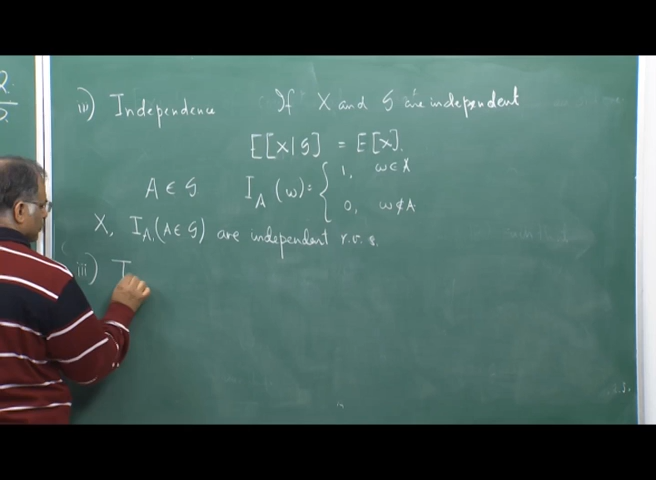 iii) Independence If X and G are independent
E[X|G] = E[X].
A ∈ G I_A(ω) = { 1, ω ∈ A
0, ω ∉ A
X, I_A, (A ∈ G) are independent r.v.s.
iii) T